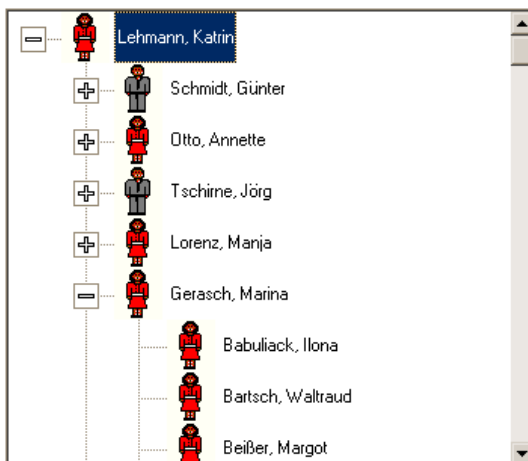 Lehmann, Katrin
Schmidt, Günter
Otto, Annette
Tschirne, Jörg
Lorenz, Manja
Gerasch, Marina
Babuliack, Ilona
Bartsch, Waltraud
Beißer, Margot